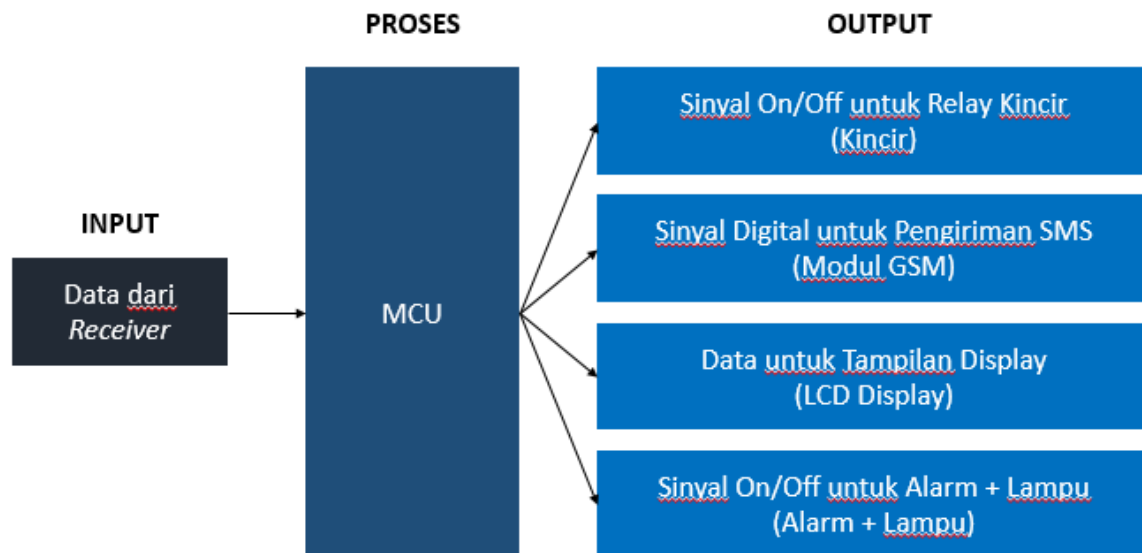 PROSES
OUTPUT
INPUT
Data dari
Receiver
MCU
Sinyal On/Off untuk Relay Kincir
(Kincir)
Sinyal Digital untuk Pengiriman SMS
(Modul GSM)
Data untuk Tampilan Display
(LCD Display)
Sinyal On/Off untuk Alarm + Lampu
(Alarm + Lampu)